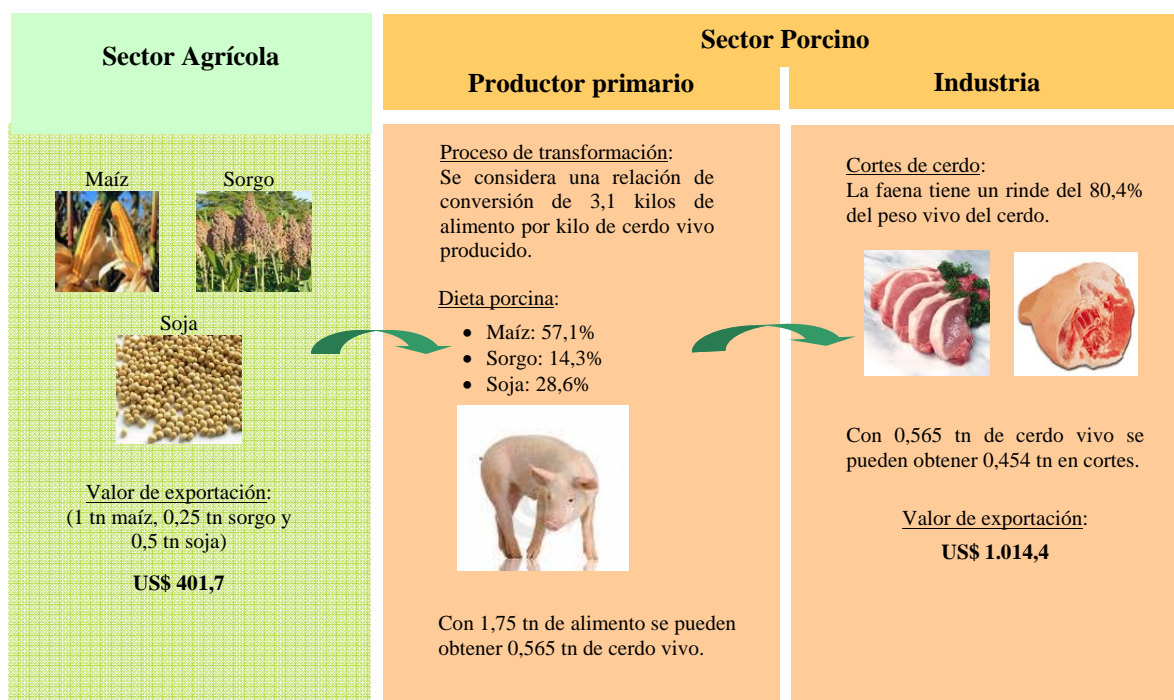 Sector Agrícola
Maíz
Sorgo
Soja
Valor de exportación:
(1 tn maíz, 0,25 tn sorgo y
0,5 tn soja)
US$ 401,7
Sector Porcino
Productor primario
Proceso de transformación:
Se considera una relación de
conversión de 3,1 kilos de
alimento por kilo de cerdo vivo
producido.
Dieta porcina:
• Maíz: 57,1%
• Sorgo: 14,3%
• Soja: 28,6%
Con 1,75 tn de alimento se pueden
obtener 0,565 tn de cerdo vivo.
Industria
Cortes de cerdo:
La faena tiene un rinde del 80,4%
del peso vivo del cerdo.
Con 0,565 tn de cerdo vivo se
pueden obtener 0,454 tn en cortes.
Valor de exportación:
US$ 1.014,4